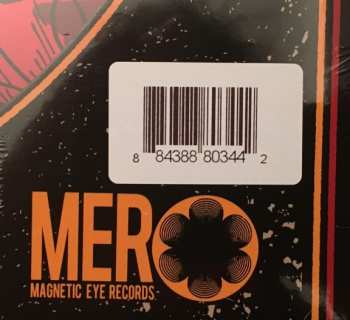 8 84388 80344 2
MER
MAGNETIC EYE RECORDS